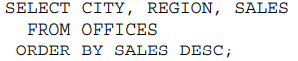 SELECT CITY, REGION, SALES
FROM OFFICES
ORDER BY SALES DESC;